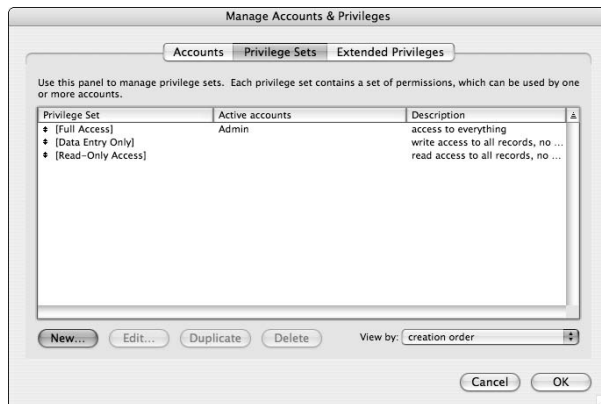 Manage Accounts & Privileges
Accounts Privilege Sets Extended Privileges
Use this panel to manage privilege sets. Each privilege set contains a set of permissions, which can be used by one
or more accounts.
Privilege Set Active accounts Description
[Full Access] Admin access to everything
[Data Entry Only] write access to all records, no ...
[Read-Only Access] read access to all records, no ...
New... Edit... Duplicate Delete View by: creation order
Cancel OK